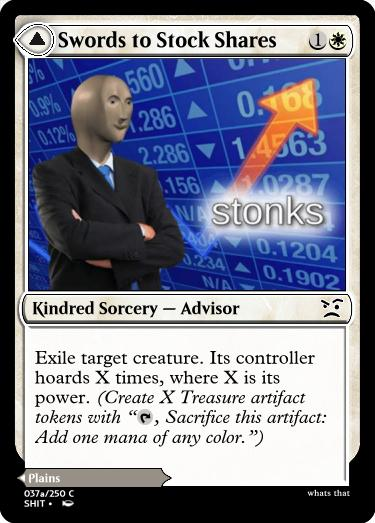 Swords to Stock Shares 1
560
0.168
0.9%
0.12%
.286
2.286
1.4563
.156
1.0287
N/A
stonks
N/A
0.234
0.1204
0.1902
Kindred Sorcery — Advisor
Exile target creature. Its controller
hoards X times, where X is its
power. (Create X Treasure artifact
tokens with “, Sacrifice this artifact:
Add one mana of any color.”)
Plains
037a/250 C
SHIT •
whats that